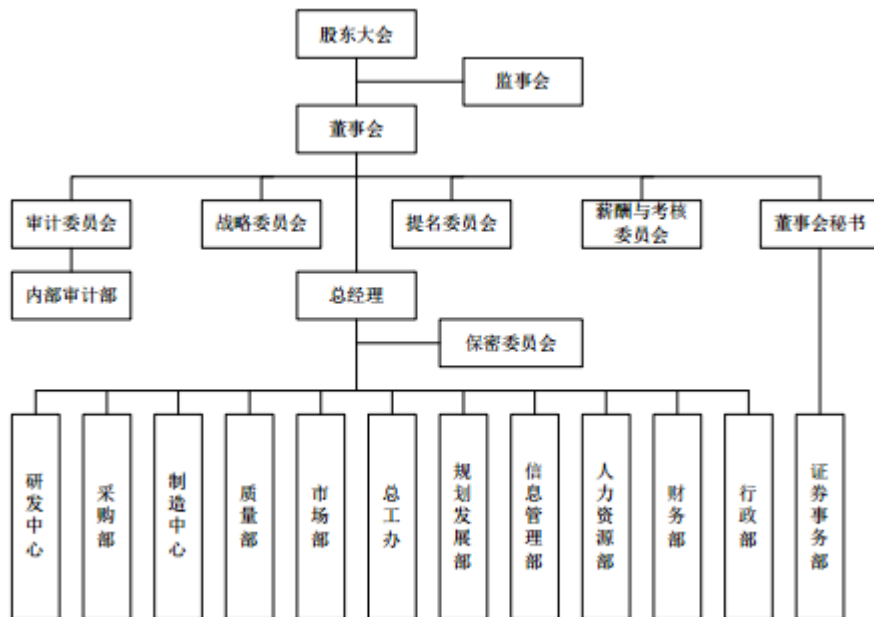 股东大会
监事会
董事会
审计委员会
战略委员会
提名委员会
薪酬与考核
委员会
董事会秘书
内部审计部
总经理
保密委员会
研发中心
采购部
制造中心
质量部
市场部
总工办
规划发展部
信息管理部
人力资源部
财务部
行政部
证券事务部